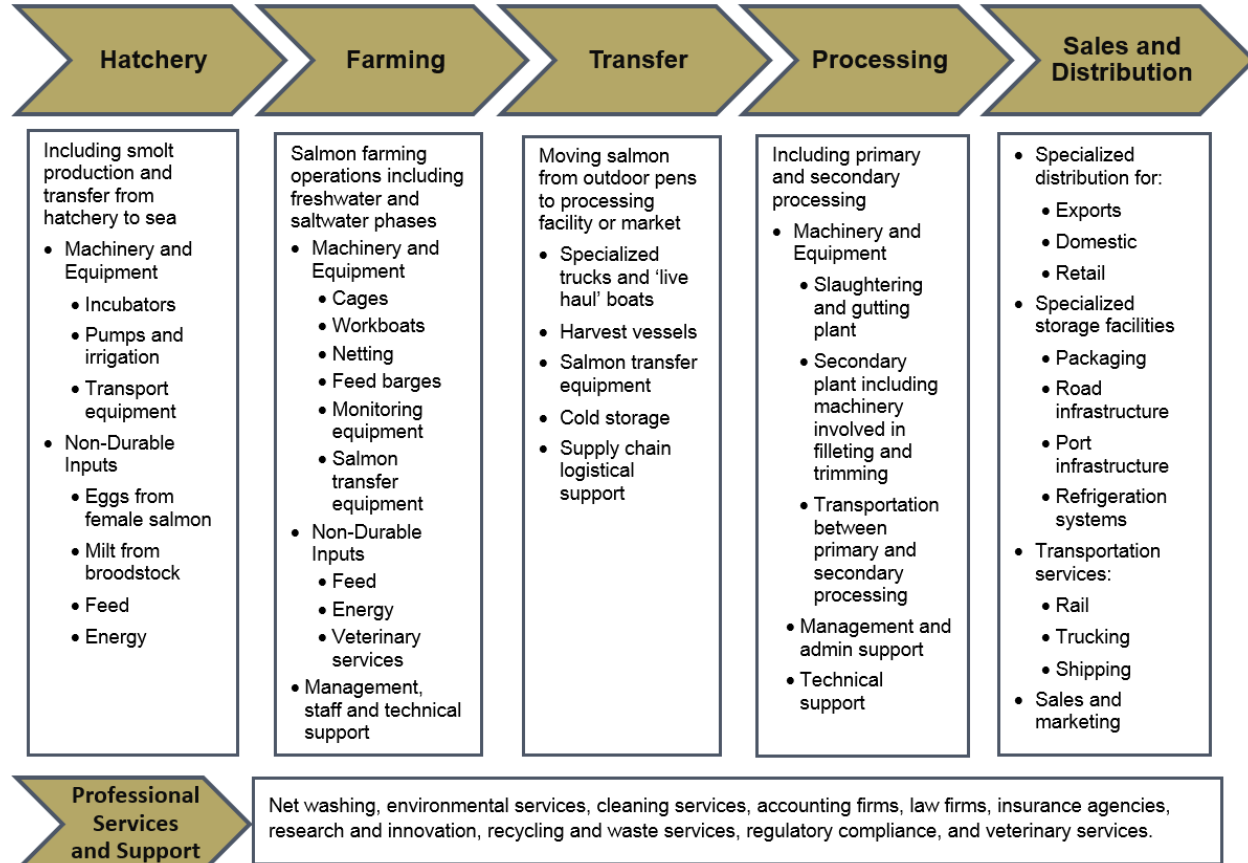 Hatchery
Farming
Transfer
Processing
Sales and
Distribution
Including smolt
production and
transfer from
hatchery to sea
• Machinery and
Equipment
• Incubators
• Pumps and
irrigation
• Transport
equipment
• Non-Durable
Inputs
• Eggs from
female salmon
• Milt from
broodstock
• Feed
• Energy
Salmon farming
operations including
freshwater and
saltwater phases
• Machinery and
Equipment
• Cages
• Workboats
• Netting
• Feed barges
• Monitoring
equipment
• Salmon
transfer
equipment
• Non-Durable
Inputs
• Feed
• Energy
• Veterinary
services
• Management,
staff and technical
support
Moving salmon
from outdoor pens
to processing
facility or market
• Specialized
trucks and ‘live
haul’ boats
• Harvest vessels
• Salmon transfer
equipment
• Cold storage
• Supply chain
logistical
support
Including primary
and secondary
processing
• Machinery and
Equipment
• Slaughtering
and gutting
plant
• Secondary
plant including
machinery
involved in
filleting and
trimming
• Transportation
between
primary and
secondary
processing
• Management and
admin support
• Technical
support
• Specialized
distribution for:
• Exports
• Domestic
• Retail
• Specialized
storage facilities
• Packaging
• Road
infrastructure
• Port
infrastructure
• Refrigeration
systems
• Transportation
services:
• Rail
• Trucking
• Shipping
• Sales and
marketing
Professional
Services
and Support
Net washing, environmental services, cleaning services, accounting firms, law firms, insurance agencies,
research and innovation, recycling and waste services, regulatory compliance, and veterinary services.